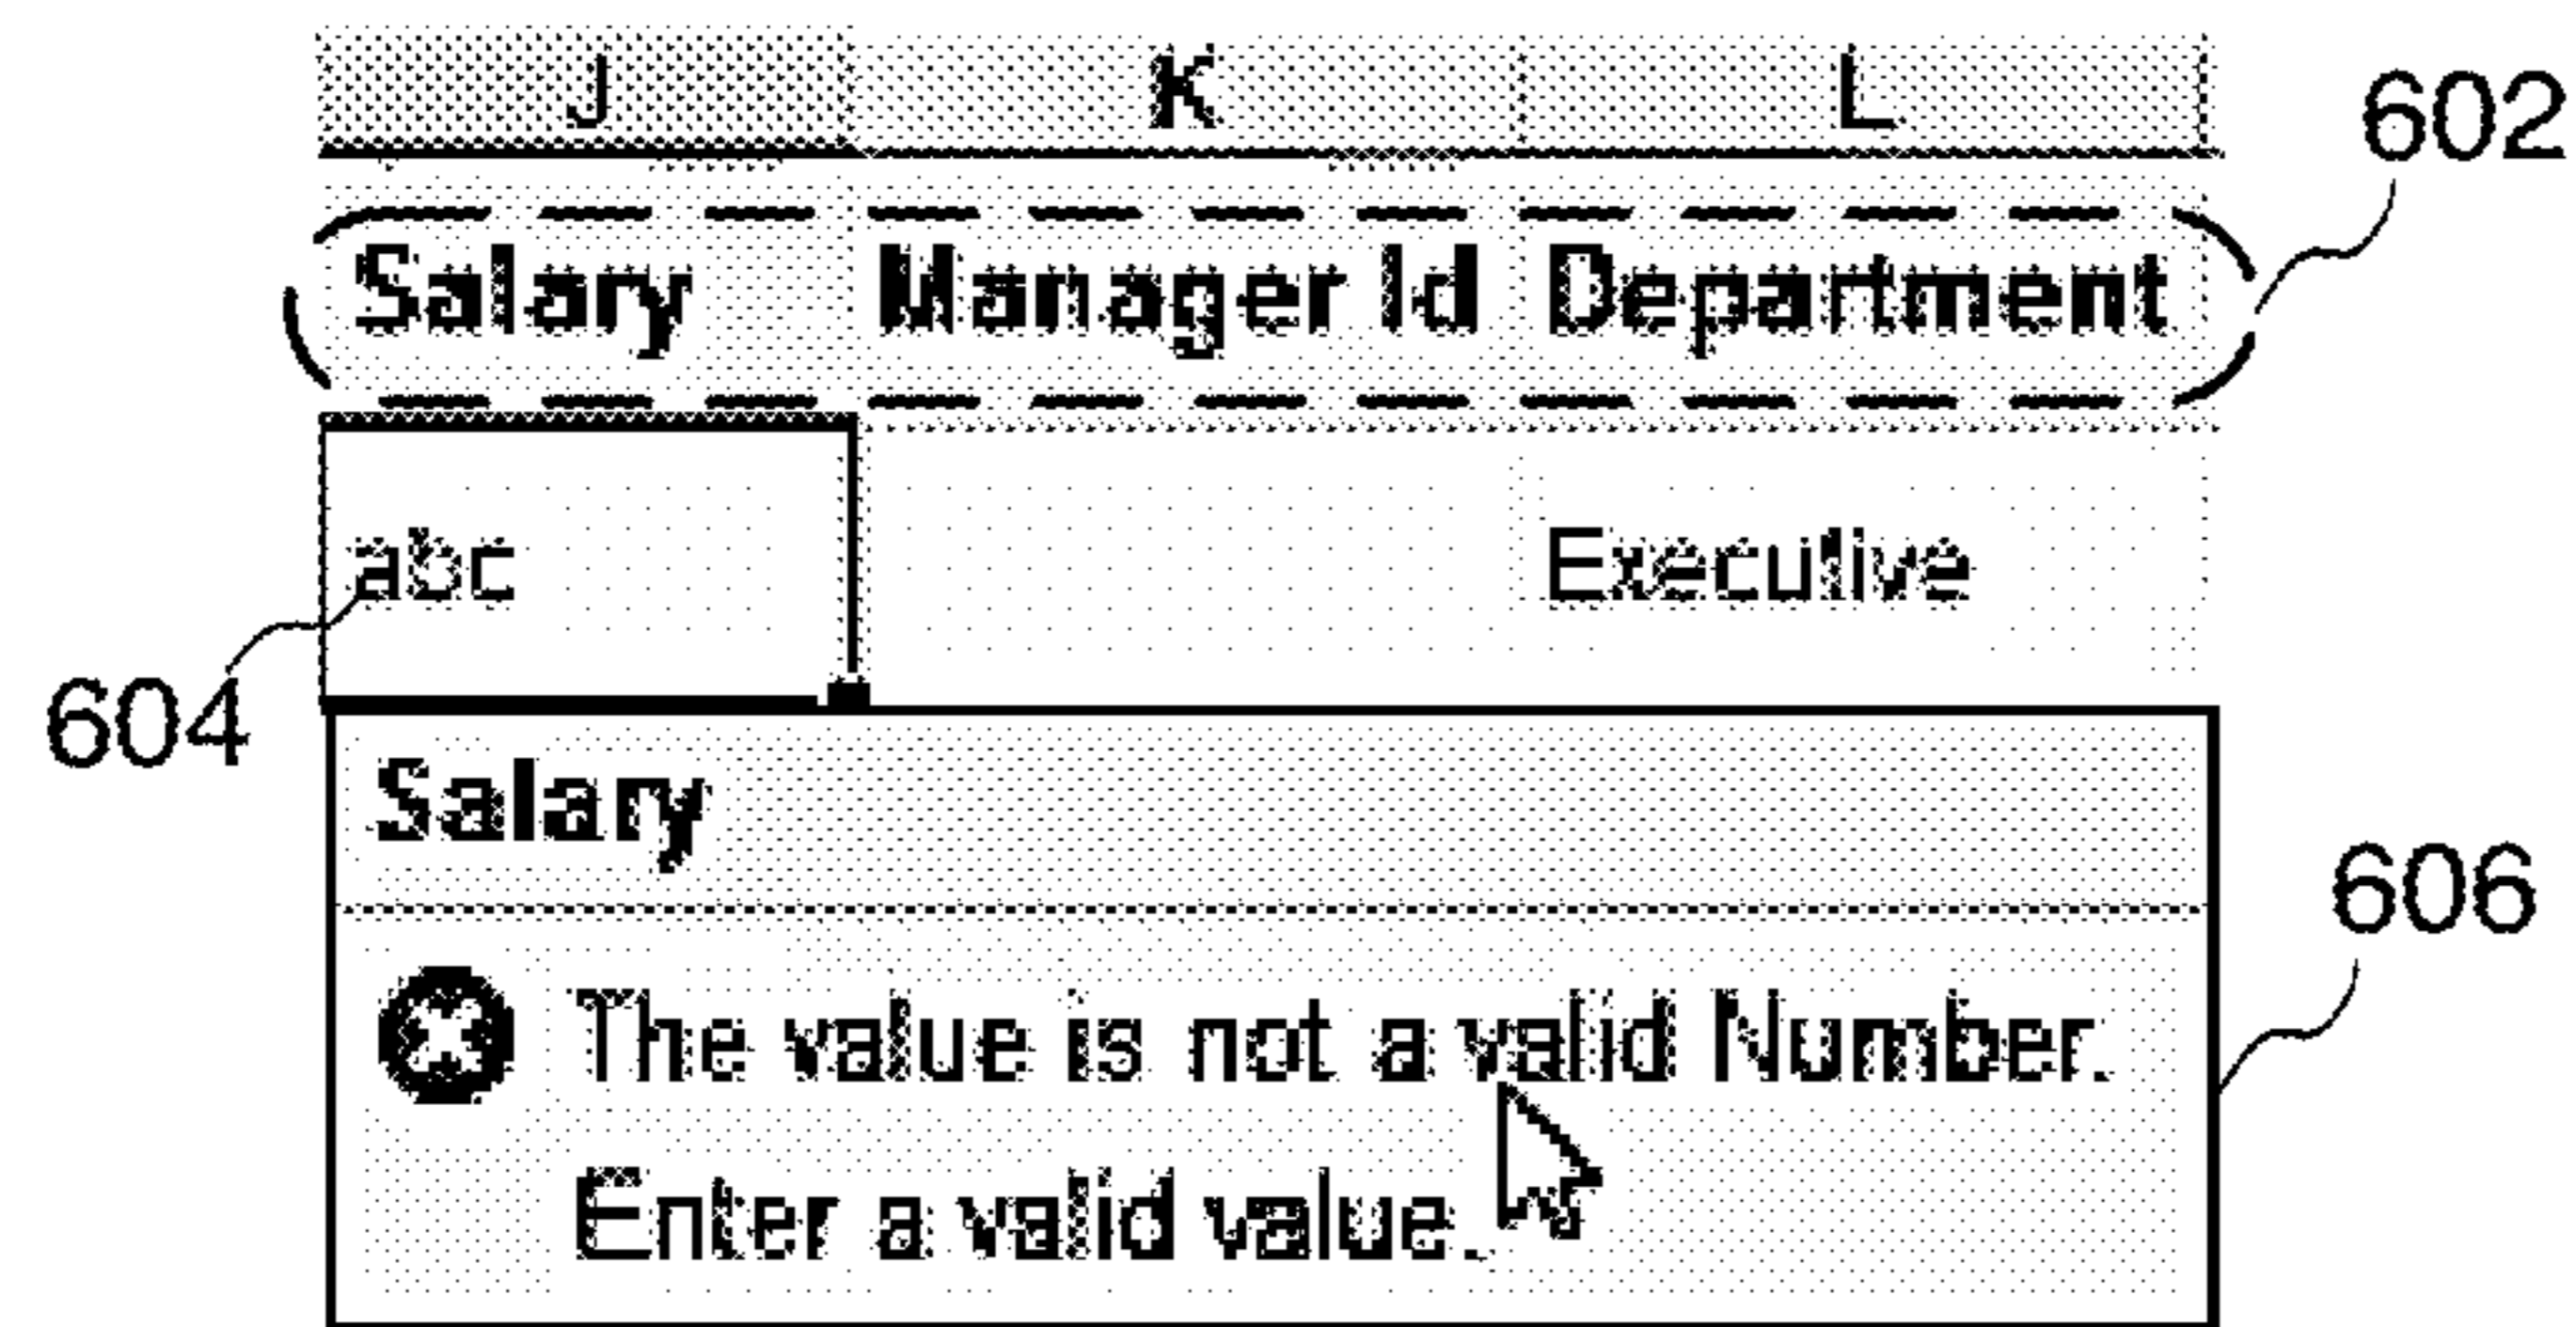 J K L
602
Salary Manager Id Department
abc Executive
604
Salary
606
The value is not a valid Number.
Enter a valid value.